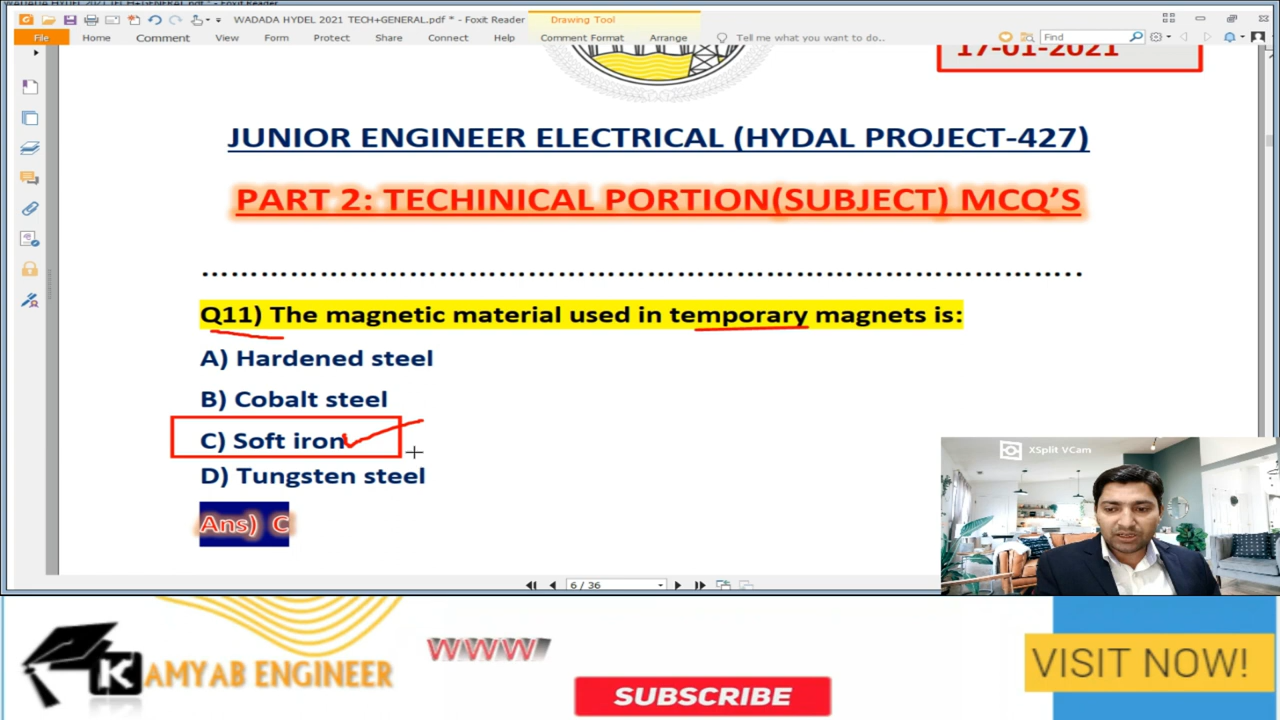 WADADA HYDEL 2021 TECH+GENERAL.pdf * - Foxit Reader
Drawing Tool
File Home Comment View Form Protect Share Connect Help Comment Format Arrange Tell me what you want to do.. Find
17-01-2021
JUNIOR ENGINEER ELECTRICAL (HYDAL PROJECT-427)
PART 2: TECHINICAL PORTION(SUBJECT) MCQ'S
Q11) The magnetic material used in temporary magnets is:
A) Hardened steel
B) Cobalt steel
C) Soft iron
D) Tungsten steel
Ans) C
XSplit VCam
6 / 36
KAMYAB ENGINEER
WWW
SUBSCRIBE
VISIT NOW!